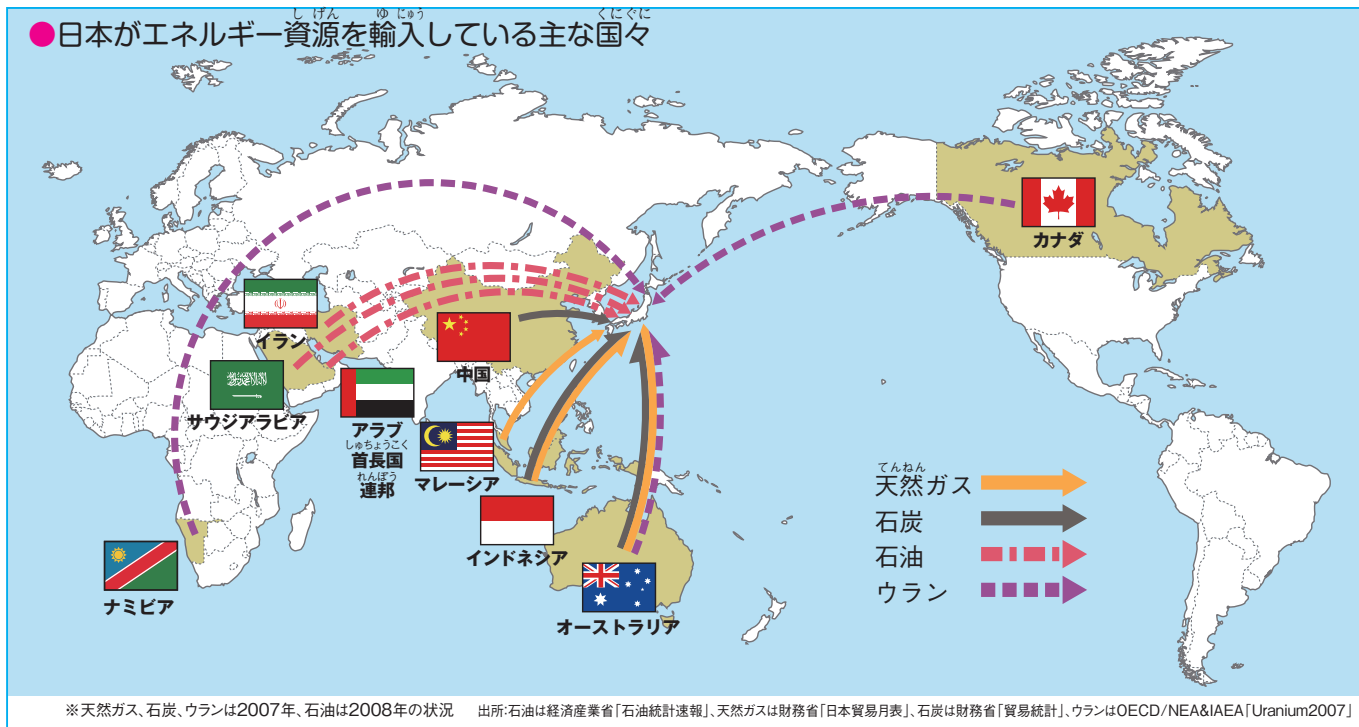 し げん ゆ にゅう くにぐに
●日本がエネルギー資源を輸入している主な国々
カナダ
イラン
中国
サウジアラビア
アラブ
しゅちょうこく
首長国
れんぽう
連邦
マレーシア
インドネシア
ナミビア
オーストラリア
てんねん
天然ガス
石炭
石油
ウラン
※天然ガス、石炭、ウランは2007年、石油は2008年の状況 出所:石油は経済産業省「石油統計速報」、天然ガスは財務省「日本貿易月表」、石炭は財務省「貿易統計」、ウランはOECD/NEA&IAEA「Uranium2007」